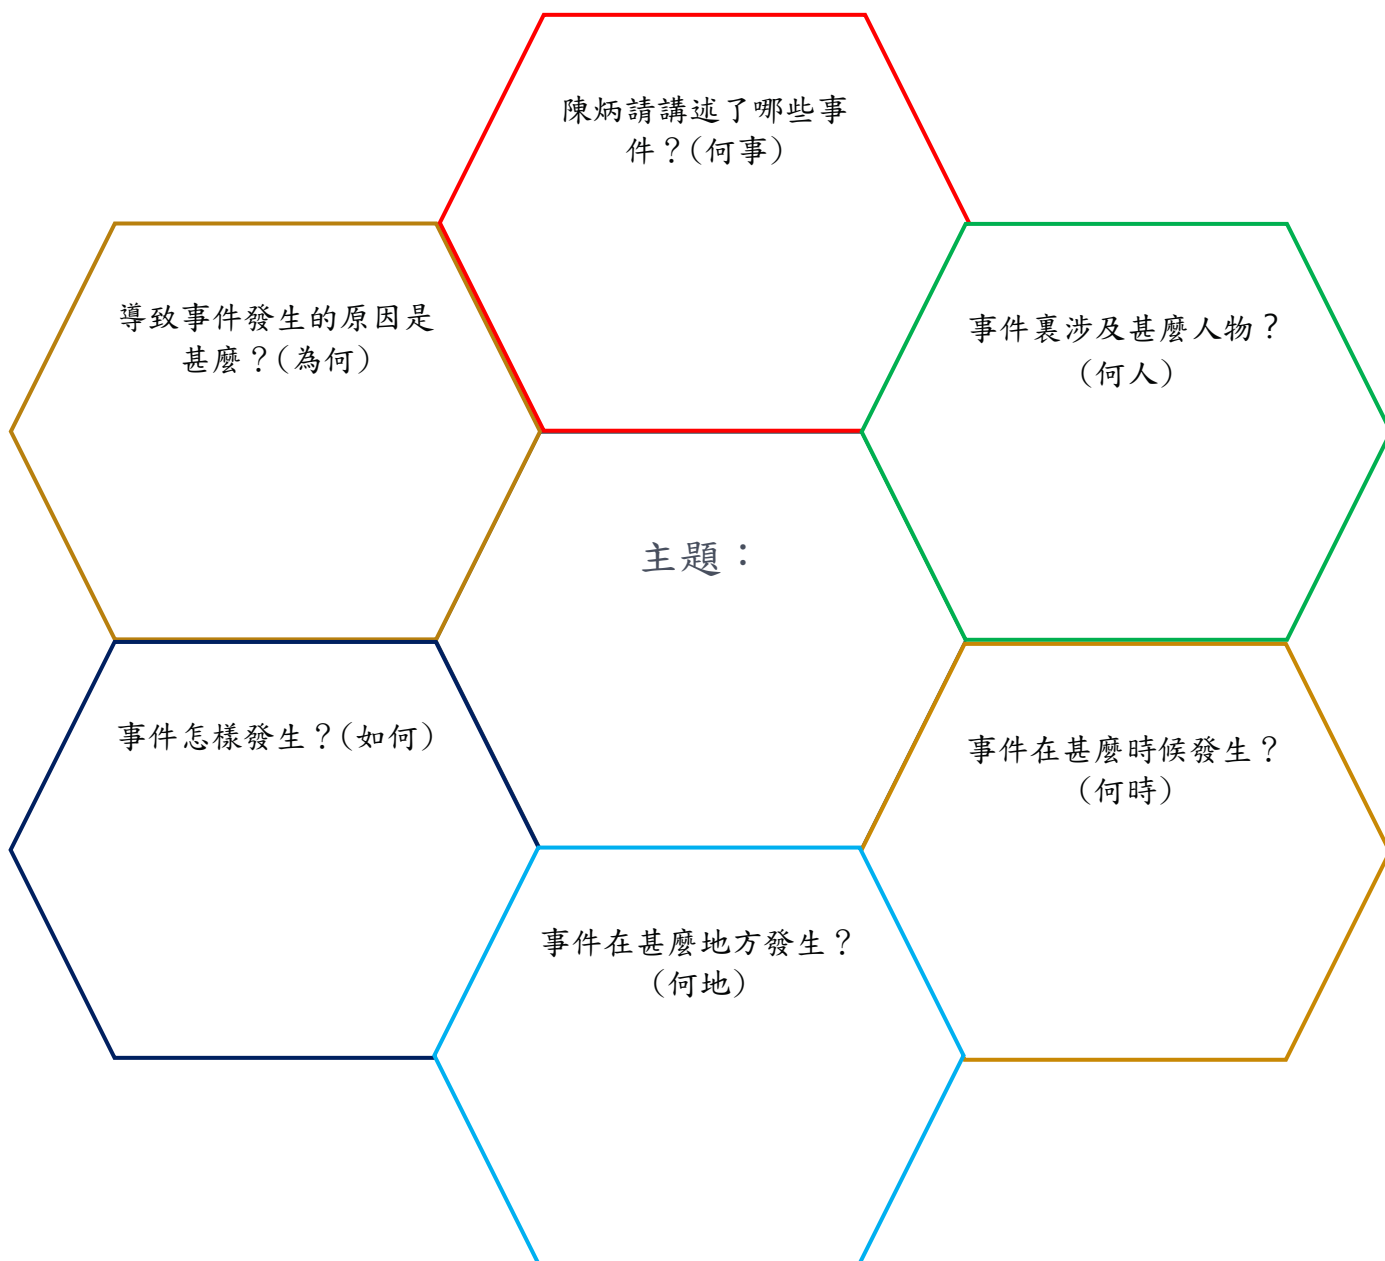 陳炳請講述了哪些事
件？(何事)
導致事件發生的原因是
甚麼？(為何)
事件裏涉及甚麼人物？
(何人)
主題：
事件怎樣發生？(如何)
事件在甚麼時候發生？
(何時)
事件在甚麼地方發生？
(何地)